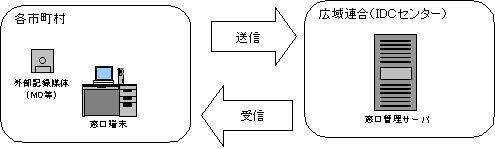 各市町村
外部記録媒体
(MO等)
窓口端末
送信
受信
広域連合(IDCセンター)
窓口管理サーバ